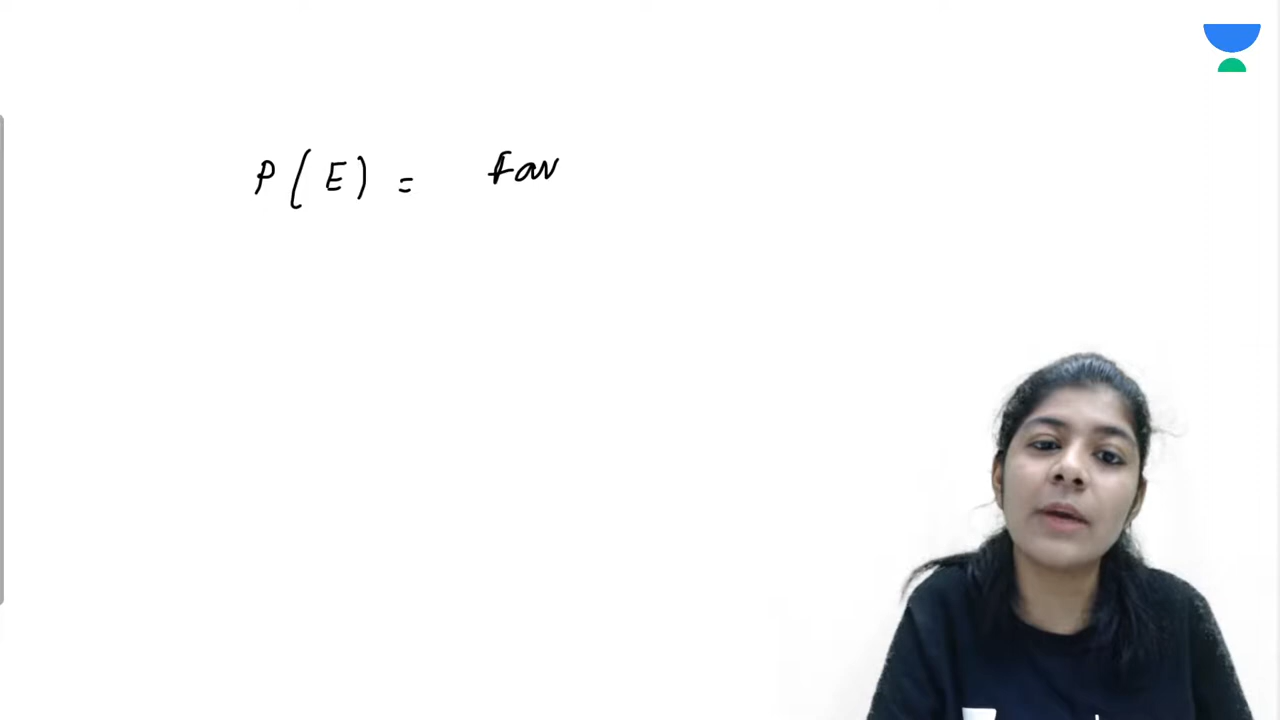 P(E) = Fav